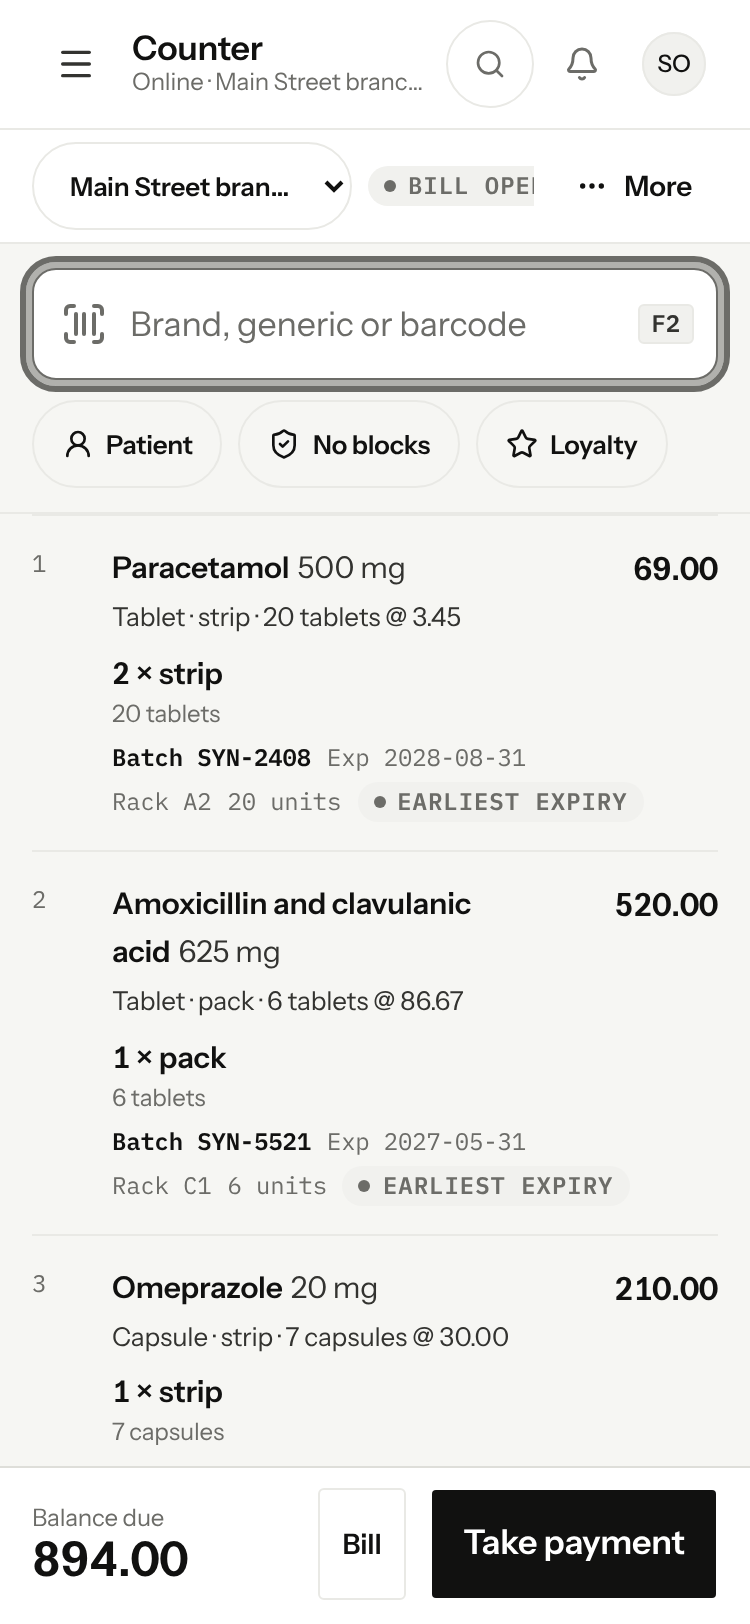 Counter
Online · Main Street branc...
SO
Main Street bran...
BILL OPE
More
Brand, generic or barcode
F2
Patient
No blocks
Loyalty
1
Paracetamol 500 mg
69.00
Tablet · strip · 20 tablets @ 3.45
2 × strip
20 tablets
Batch SYN-2408 Exp 2028-08-31
Rack A2 20 units EARLIEST EXPIRY
2
Amoxicillin and clavulanic
520.00
acid 625 mg
Tablet · pack · 6 tablets @ 86.67
1 × pack
6 tablets
Batch SYN-5521 Exp 2027-05-31
Rack C1 6 units EARLIEST EXPIRY
3
Omeprazole 20 mg
210.00
Capsule · strip · 7 capsules @ 30.00
1 × strip
7 capsules
Balance due
894.00
Bill
Take payment